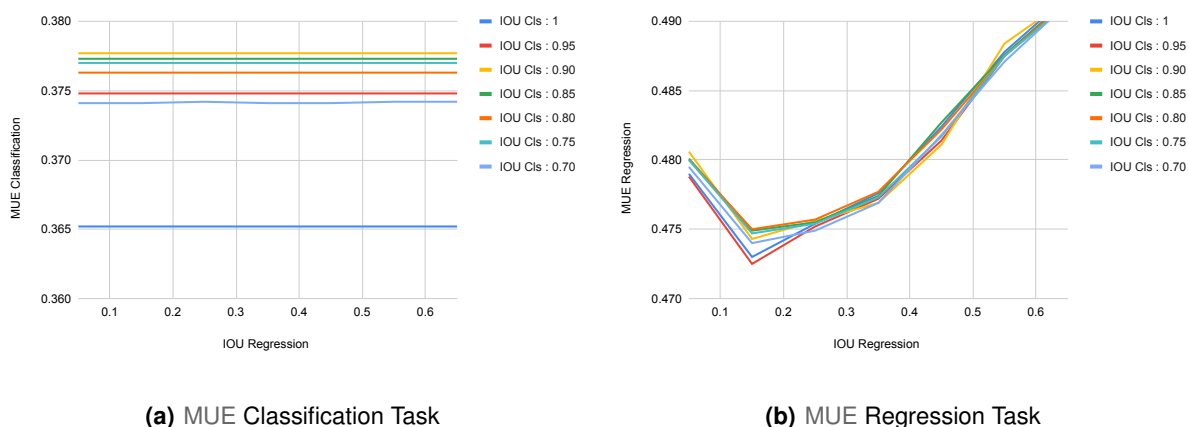 0.380
0.375
0.370
0.365
0.360
MUE Classification
0.1 0.2 0.3 0.4 0.5 0.6
IOU Regression
IOU Cls : 1
IOU Cls : 0.95
IOU Cls : 0.90
IOU Cls : 0.85
IOU Cls : 0.80
IOU Cls : 0.75
IOU Cls : 0.70
(a) MUE Classification Task
0.490
0.485
0.480
0.475
0.470
MUE Regression
0.1 0.2 0.3 0.4 0.5 0.6
IOU Regression
IOU Cls : 1
IOU Cls : 0.95
IOU Cls : 0.90
IOU Cls : 0.85
IOU Cls : 0.80
IOU Cls : 0.75
IOU Cls : 0.70
(b) MUE Regression Task